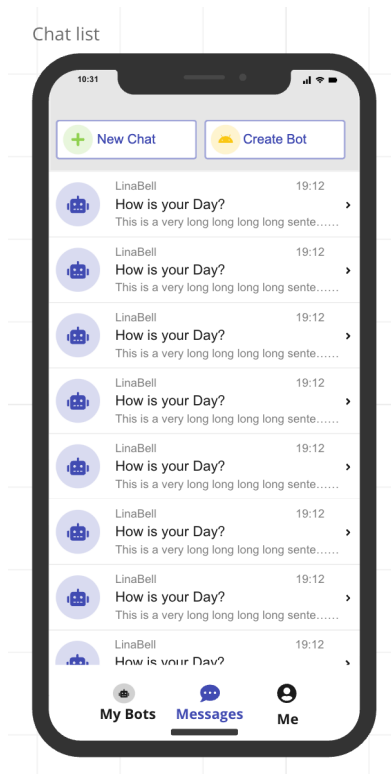 Chat list
10:31
New Chat
Create Bot
LinaBell 19:12
How is your Day?
This is a very long long long long sente......
LinaBell 19:12
How is your Day?
This is a very long long long long sente......
LinaBell 19:12
How is your Day?
This is a very long long long long sente......
LinaBell 19:12
How is your Day?
This is a very long long long long sente......
LinaBell 19:12
How is your Day?
This is a very long long long long sente......
LinaBell 19:12
How is your Day?
This is a very long long long long sente......
LinaBell 19:12
How is your Day?
This is a very long long long long sente......
LinaBell 19:12
How is your Day?
My Bots
Messages
Me